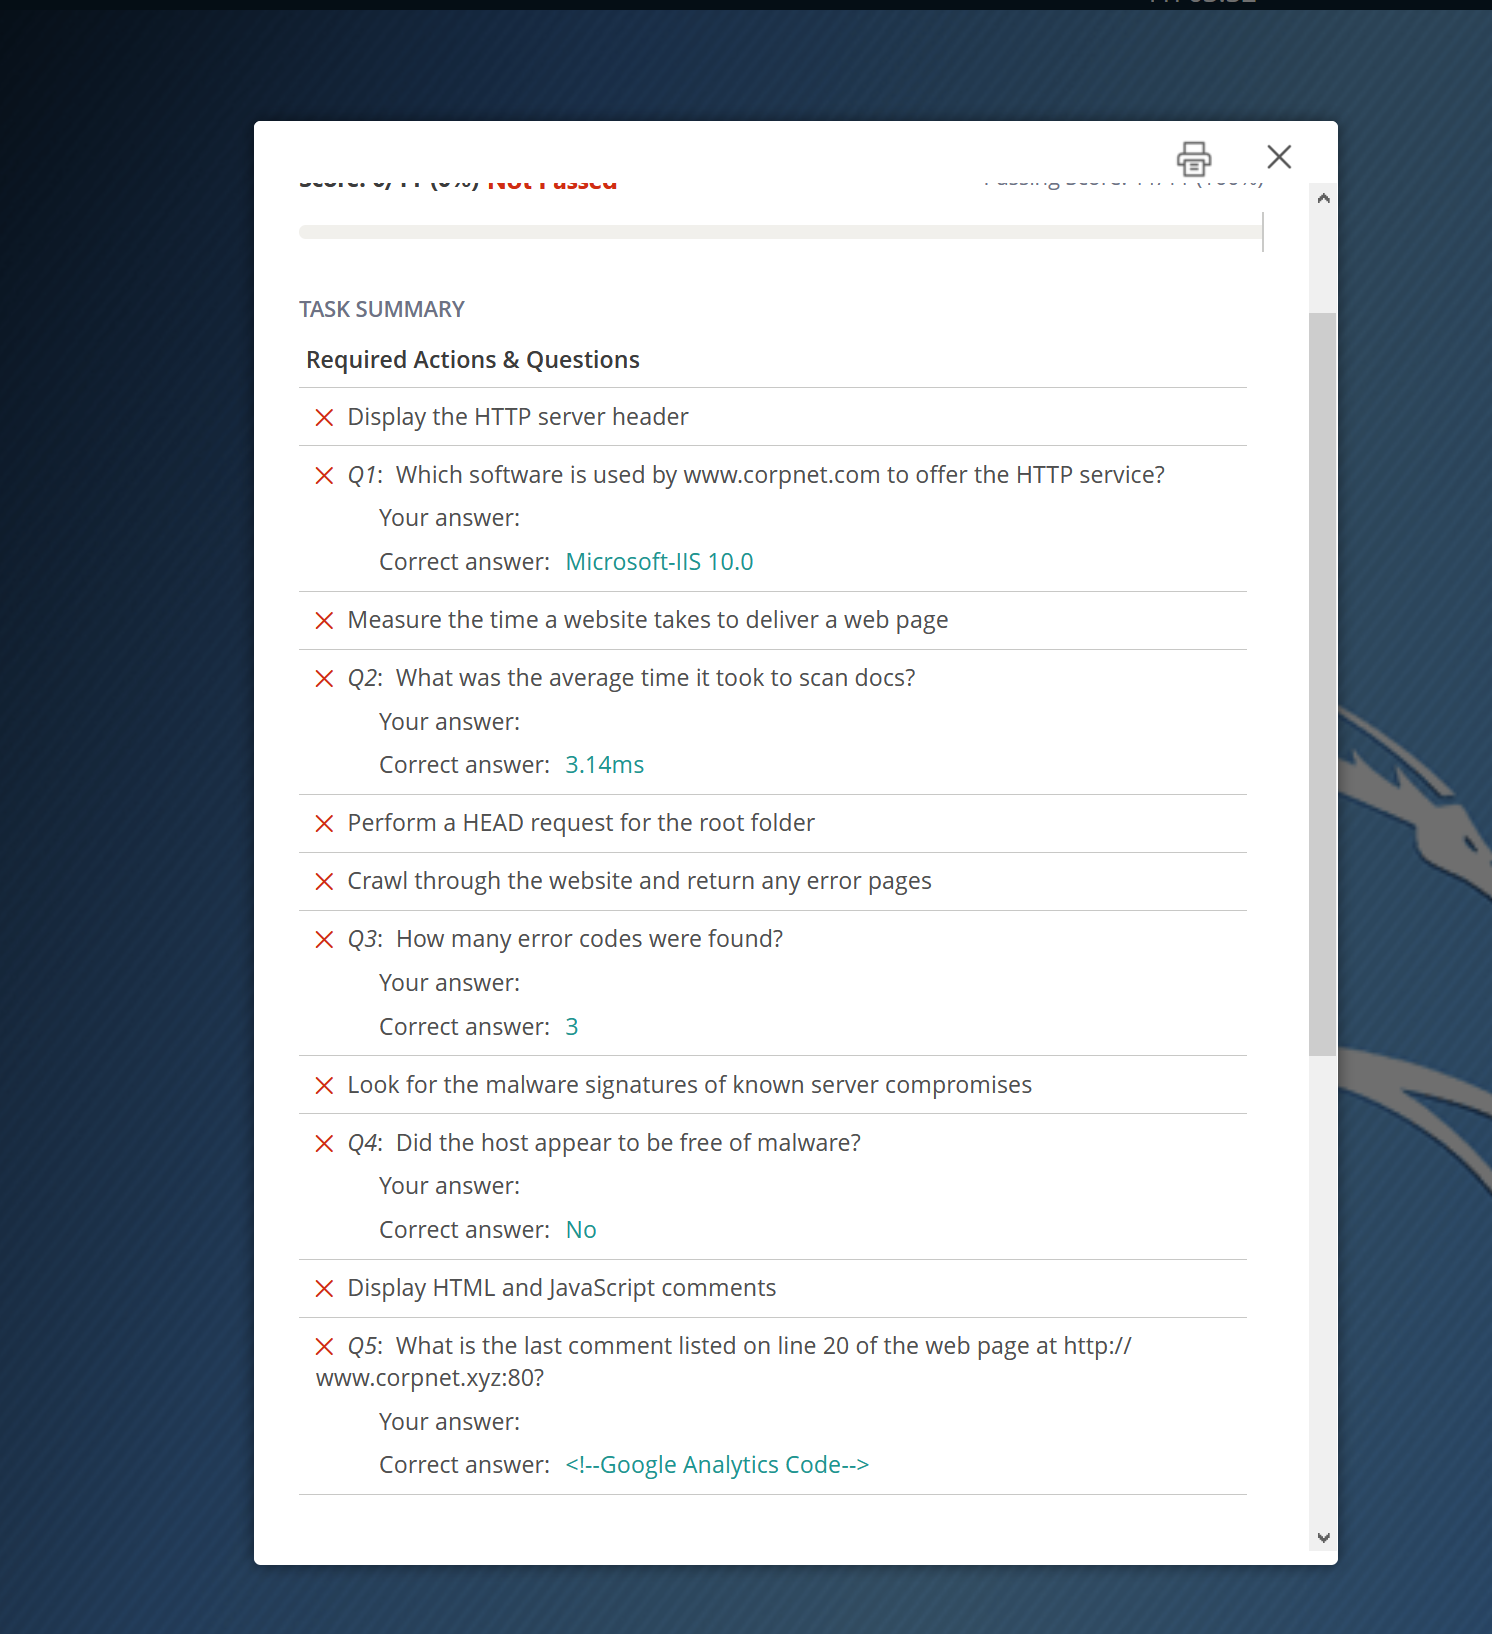 Not Passed
TASK SUMMARY
Required Actions & Questions
Display the HTTP server header
Q1: Which software is used by www.corpnet.com to offer the HTTP service?
Your answer:
Correct answer: Microsoft-IIS 10.0
Measure the time a website takes to deliver a web page
Q2: What was the average time it took to scan docs?
Your answer:
Correct answer: 3.14ms
Perform a HEAD request for the root folder
Crawl through the website and return any error pages
Q3: How many error codes were found?
Your answer:
Correct answer: 3
Look for the malware signatures of known server compromises
Q4: Did the host appear to be free of malware?
Your answer:
Correct answer: No
Display HTML and JavaScript comments
Q5: What is the last comment listed on line 20 of the web page at http://
www.corpnet.xyz:80?
Your answer:
Correct answer: <!--Google Analytics Code-->